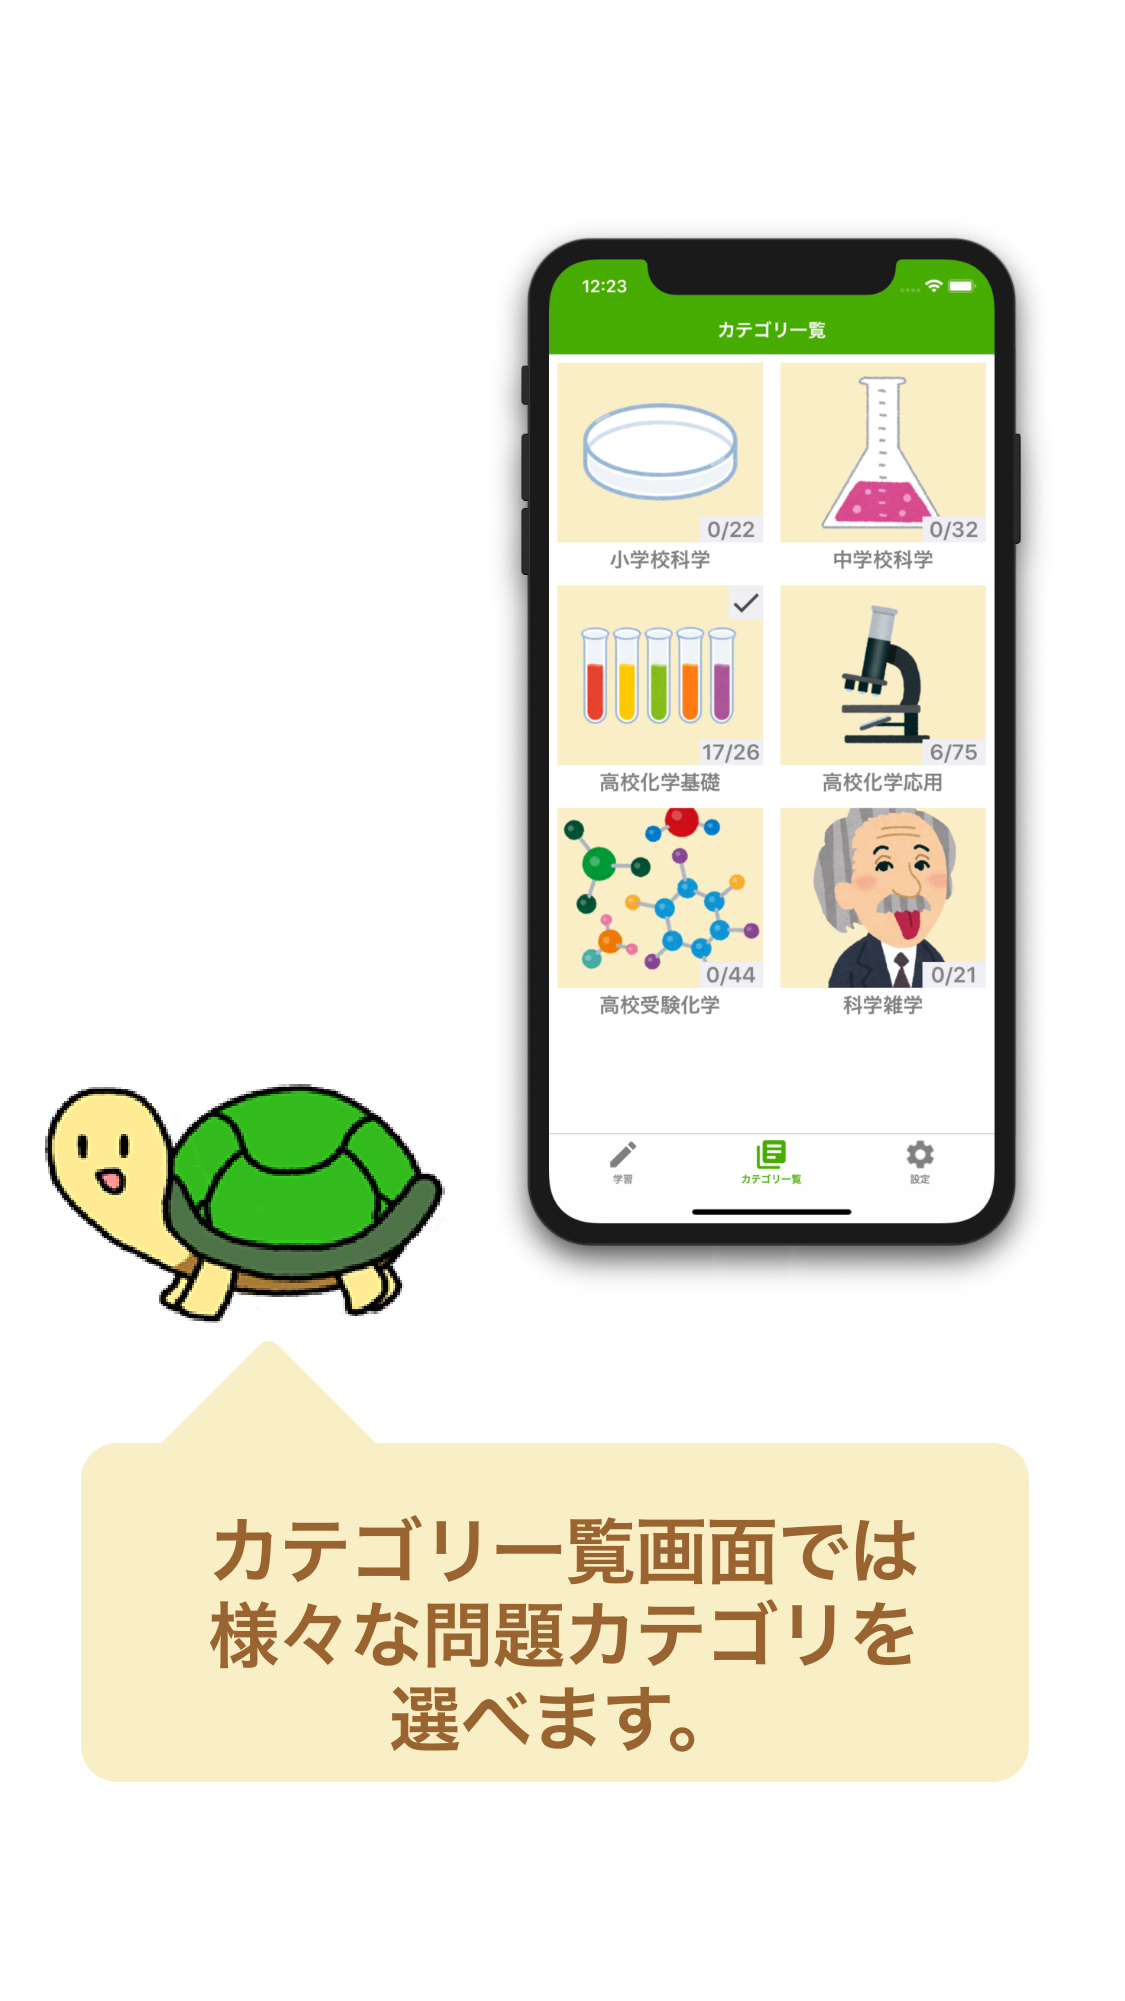 12:23
カテゴリ一覧
0/22
0/32
小学校科学
中学校科学
17/26
6/75
高校化学基礎
高校化学応用
0/44
0/21
高校受験化学
科学雑学
学習
カテゴリ一覧
設定
カテゴリ一覧画面では
様々な問題カテゴリを
選べます。